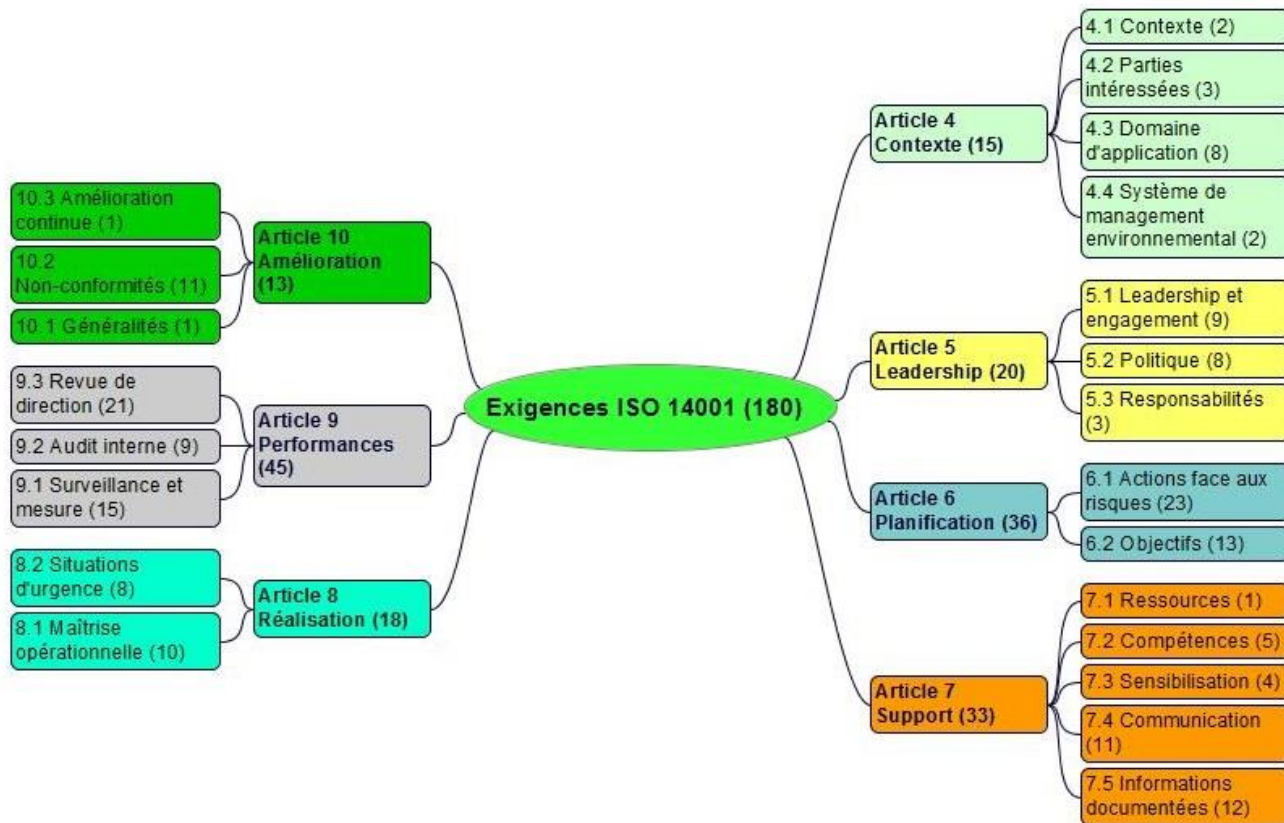 Exigences ISO 14001 (180)
Article 4
Contexte (15)
4.1 Contexte (2)
4.2 Parties
intéressées (3)
4.3 Domaine
d'application (8)
4.4 Système de
management
environnemental (2)
Article 5
Leadership (20)
5.1 Leadership et
engagement (9)
5.2 Politique (8)
5.3 Responsabilités
(3)
Article 6
Planification (36)
6.1 Actions face aux
risques (23)
6.2 Objectifs (13)
Article 7
Support (33)
7.1 Ressources (1)
7.2 Compétences (5)
7.3 Sensibilisation (4)
7.4 Communication
(11)
7.5 Informations
documentées (12)
Article 10
Amélioration
(13)
10.3 Amélioration
continue (1)
10.2
Non-conformités (11)
10.1 Généralités (1)
Article 9
Performances
(45)
9.3 Revue de
direction (21)
9.2 Audit interne (9)
9.1 Surveillance et
mesure (15)
Article 8
Réalisation (18)
8.2 Situations
d'urgence (8)
8.1 Maîtrise
opérationnelle (10)